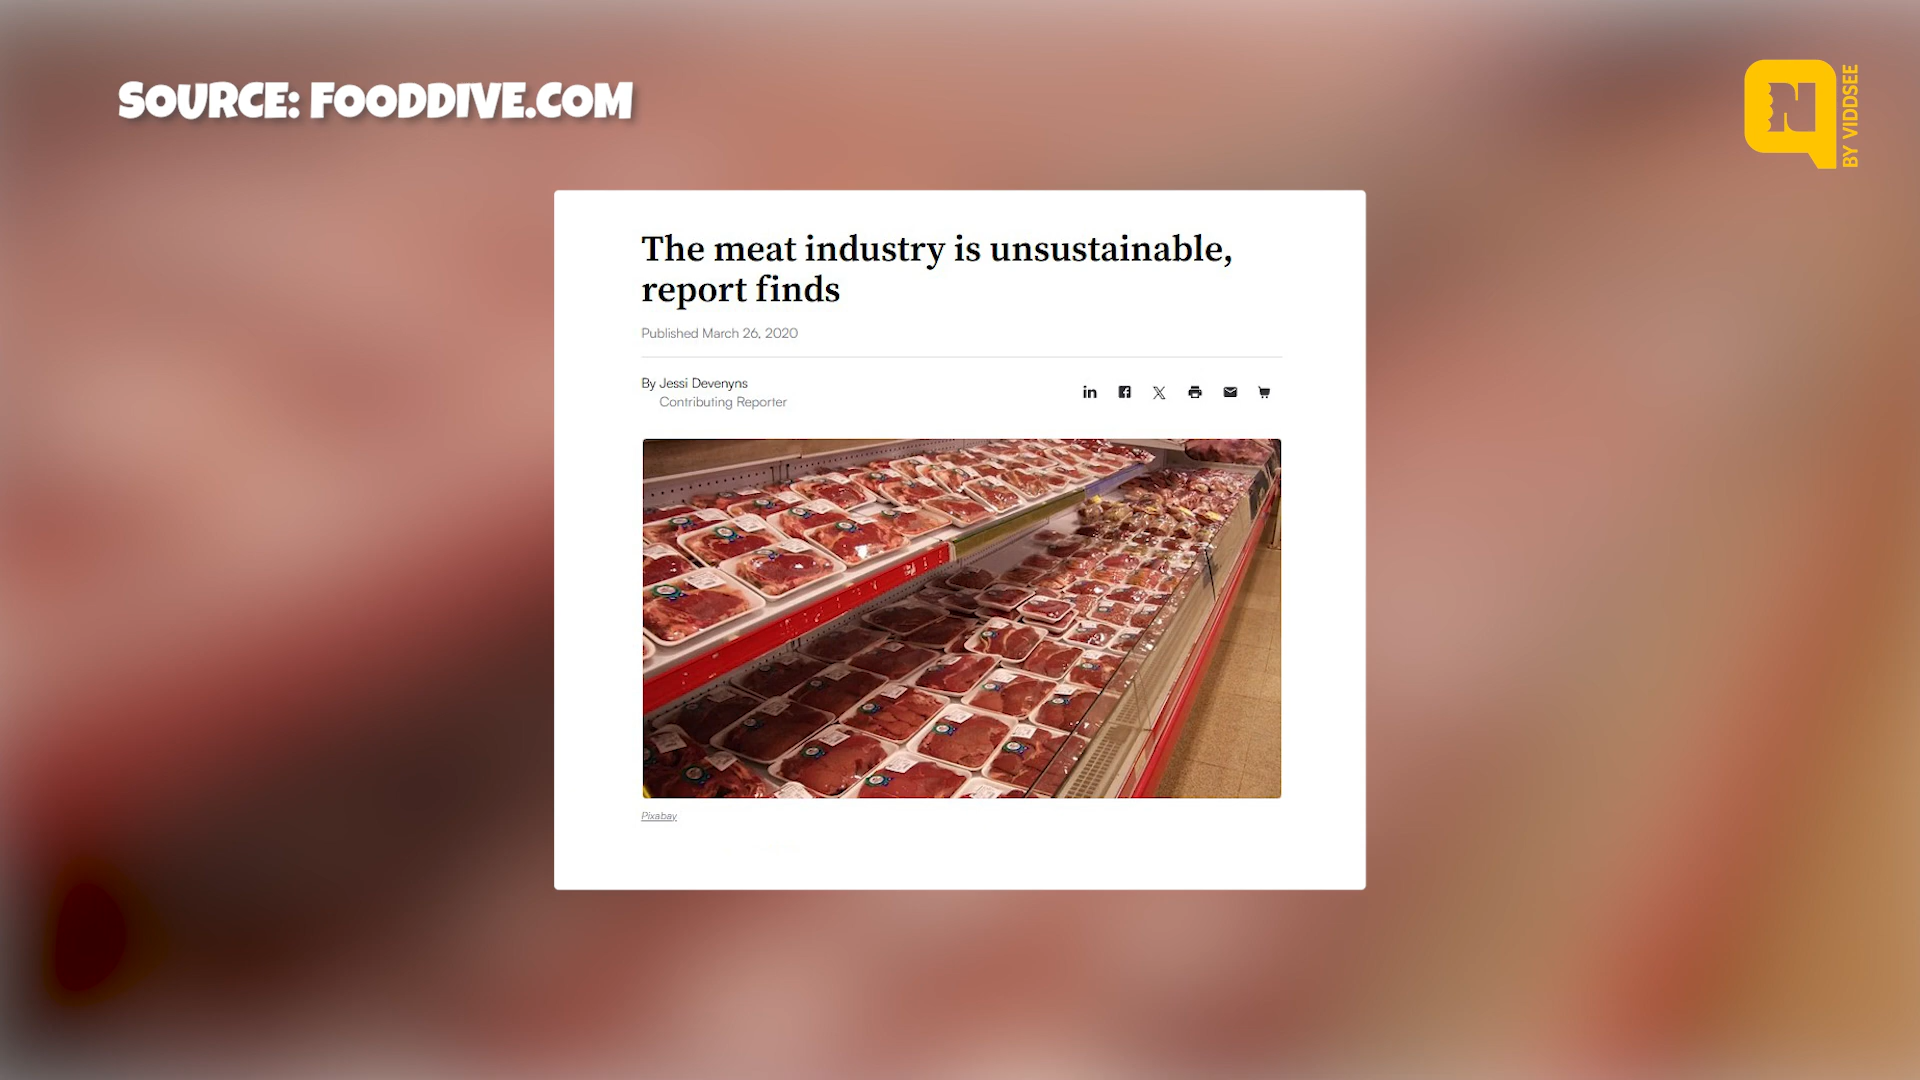 SOURCE: FOODDIVE.COM
N
BY VIDDSEE
The meat industry is unsustainable,
report finds
Published March 26, 2020
By Jessi Devenyns
Contributing Reporter
in
Pixabay